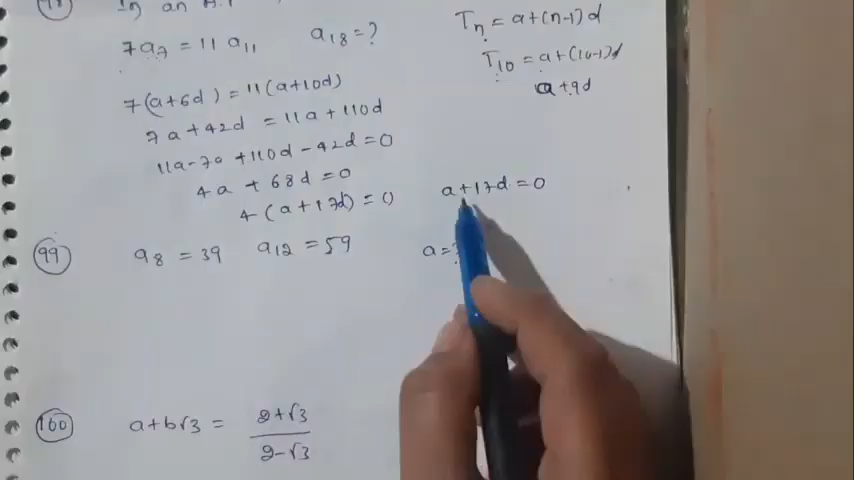 In an A.P
7a₇ = 11 a₁₁ a₁₈ = ?
7(a+6d) = 11(a+10d)
7a+42d = 11a+110d
11a-7a +110d-42d=0
4a + 68d = 0
4(a+17d) = 0
Tₙ = a+(n-1)d
T₁₀ = a+(10-1)d
a+9d
a+17d = 0
99 a₈ = 39 a₁₂ = 59 a=?
100 a+b√3 = 2+√3
2-√3